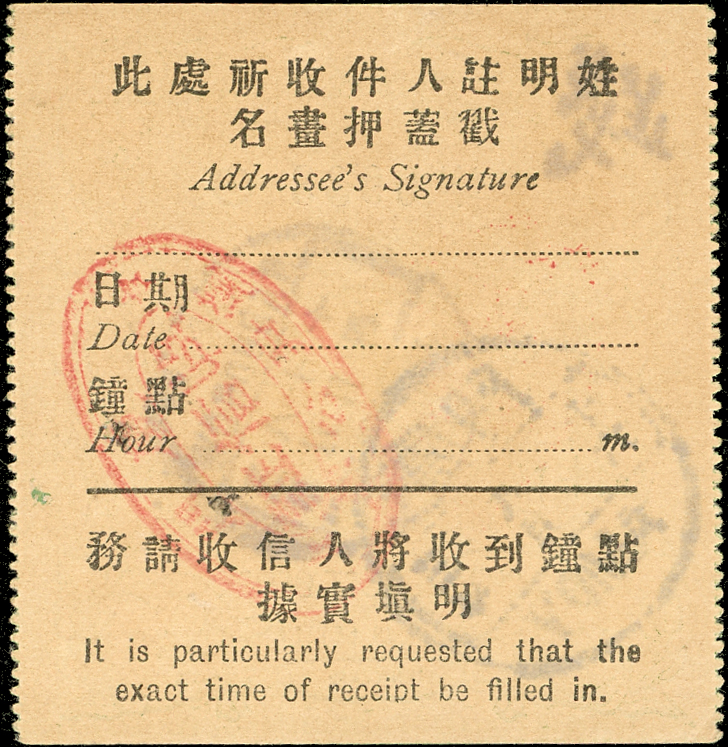 此處祈收件人註明姓
名畫押蓋戳
Addressee's Signature
日期
Date
鐘點
Hour m.
務請收信人將收到鐘點
據實塡明
It is particularly requested that the
exact time of receipt be filled in.